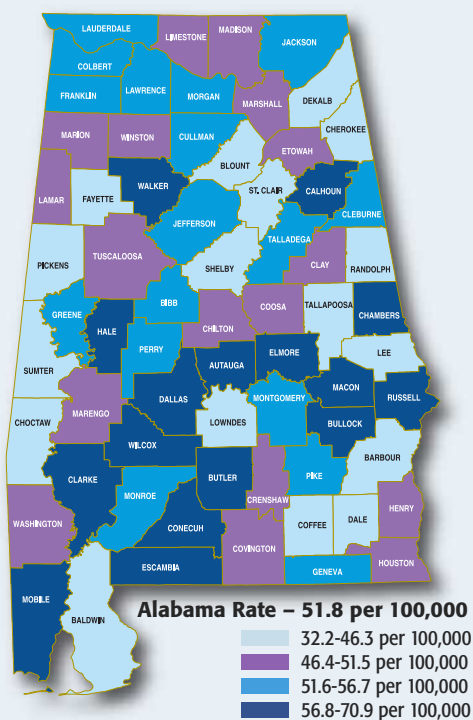 LAUDERDALE
LIMESTONE
MADISON
JACKSON
COLBERT
FRANKLIN
LAWRENCE
MORGAN
MARSHALL
DEKALB
CHEROKEE
MARION
WINSTON
CULLMAN
BLOUNT
ETOWAH
LAMAR
FAYETTE
WALKER
ST. CLAIR
CALHOUN
CLEBURNE
JEFFERSON
TALLADEGA
PICKENS
TUSCALOOSA
SHELBY
CLAY
RANDOLPH
GREENE
HALE
BIBB
CHILTON
COOSA
TALLAPOOSA
CHAMBERS
SUMTER
PERRY
AUTAUGA
ELMORE
LEE
MACON
RUSSELL
CHOCTAW
MARENGO
DALLAS
LOWNDES
MONTGOMERY
BULLOCK
WILCOX
BARBOUR
CLARKE
BUTLER
CRENSHAW
PIKE
WASHINGTON
MONROE
CONECUH
COVINGTON
COFFEE
DALE
HENRY
ESCAMBIA
GENEVA
HOUSTON
MOBILE
BALDWIN
Alabama Rate – 51.8 per 100,000
32.2-46.3 per 100,000
46.4-51.5 per 100,000
51.6-56.7 per 100,000
56.8-70.9 per 100,000